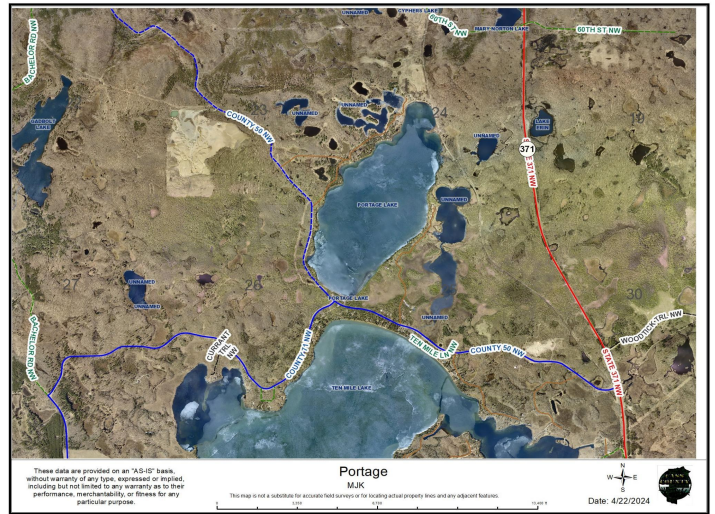 UNNAMED
CYPHERS LAKE
60TH ST NW
MARY NORTON LAKE
60TH ST NW
BACHELOR RD NW
COUNTY 50 NW
UNNAMED
UNNAMED
UNNAMED
24
UNNAMED
LAKE
ERIN
19
371
STATE 371 NW
LAKE
PORTAGE LAKE
UNNAMED
27
UNNAMED
UNNAMED
26
PORTAGE LAKE
UNNAMED
30
WOODTICK TRL NW
BACHELOR RD NW
CURRANT
TRL
NW
COUNTY 71 NW
TEN MILE LN NW
COUNTY 50 NW
STATE 371 NW
TEN MILE LAKE
These data are provided on an "AS-IS" basis,
without warranty of any type, expressed or implied,
including but not limited to any warranty as to their
performance, merchantability, or fitness for any
particular purpose.
Portage
MJK
This map is not a substitute for accurate field surveys or for locating actual property lines and any adjacent features.
0
N
W
E
S
CASS
COUNTY
Date: 4/22/2024